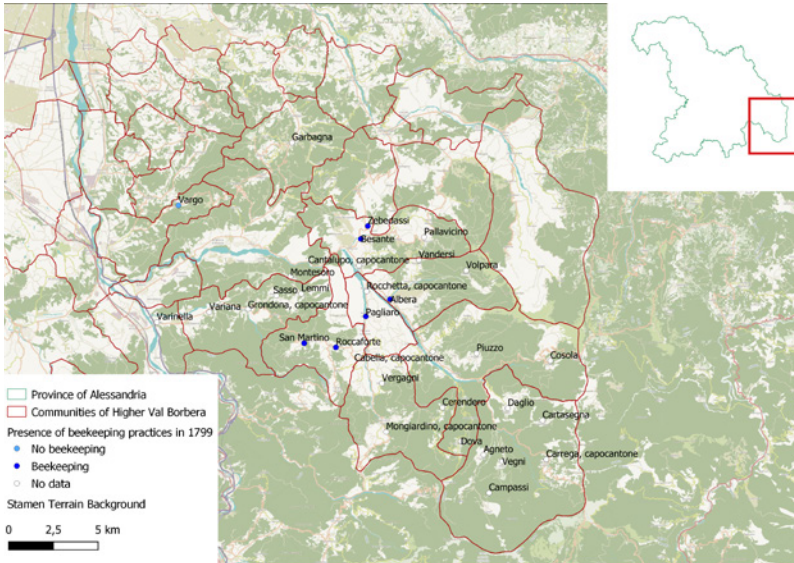 Garbagna
Vargo
Zebedassi
Besante
Pallavicino
Vandersi
Cantalupo, capocantone
Volpara
Montesoro
Sasso
Lemmi
Rocchetta, capocantone
Albera
Grondona, capocantone
Variana
Varinella
Pagliaro
San Martino
Roccaforte
Piuzzo
Cosola
Cabella, capocantone
Vergagni
Cerendero
Daglio
Cartasegna
Mongiardino, capocantone
Dova
Agneto
Vegni
Carrega, capocantone
Campassi
Province of Alessandria
Communities of Higher Val Borbera
Presence of beekeeping practices in 1799
No beekeeping
Beekeeping
No data
Stamen Terrain Background
0 2,5 5 km